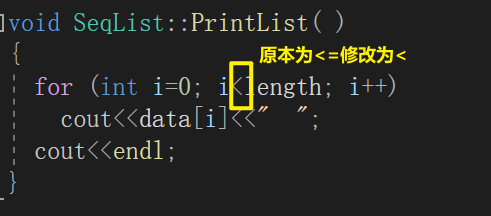 void SeqList::PrintList( )
原本为<=修改为<
{
for (int i=0; i<length; i++)
cout<<data[i]<<"  ";
cout<<endl;
}